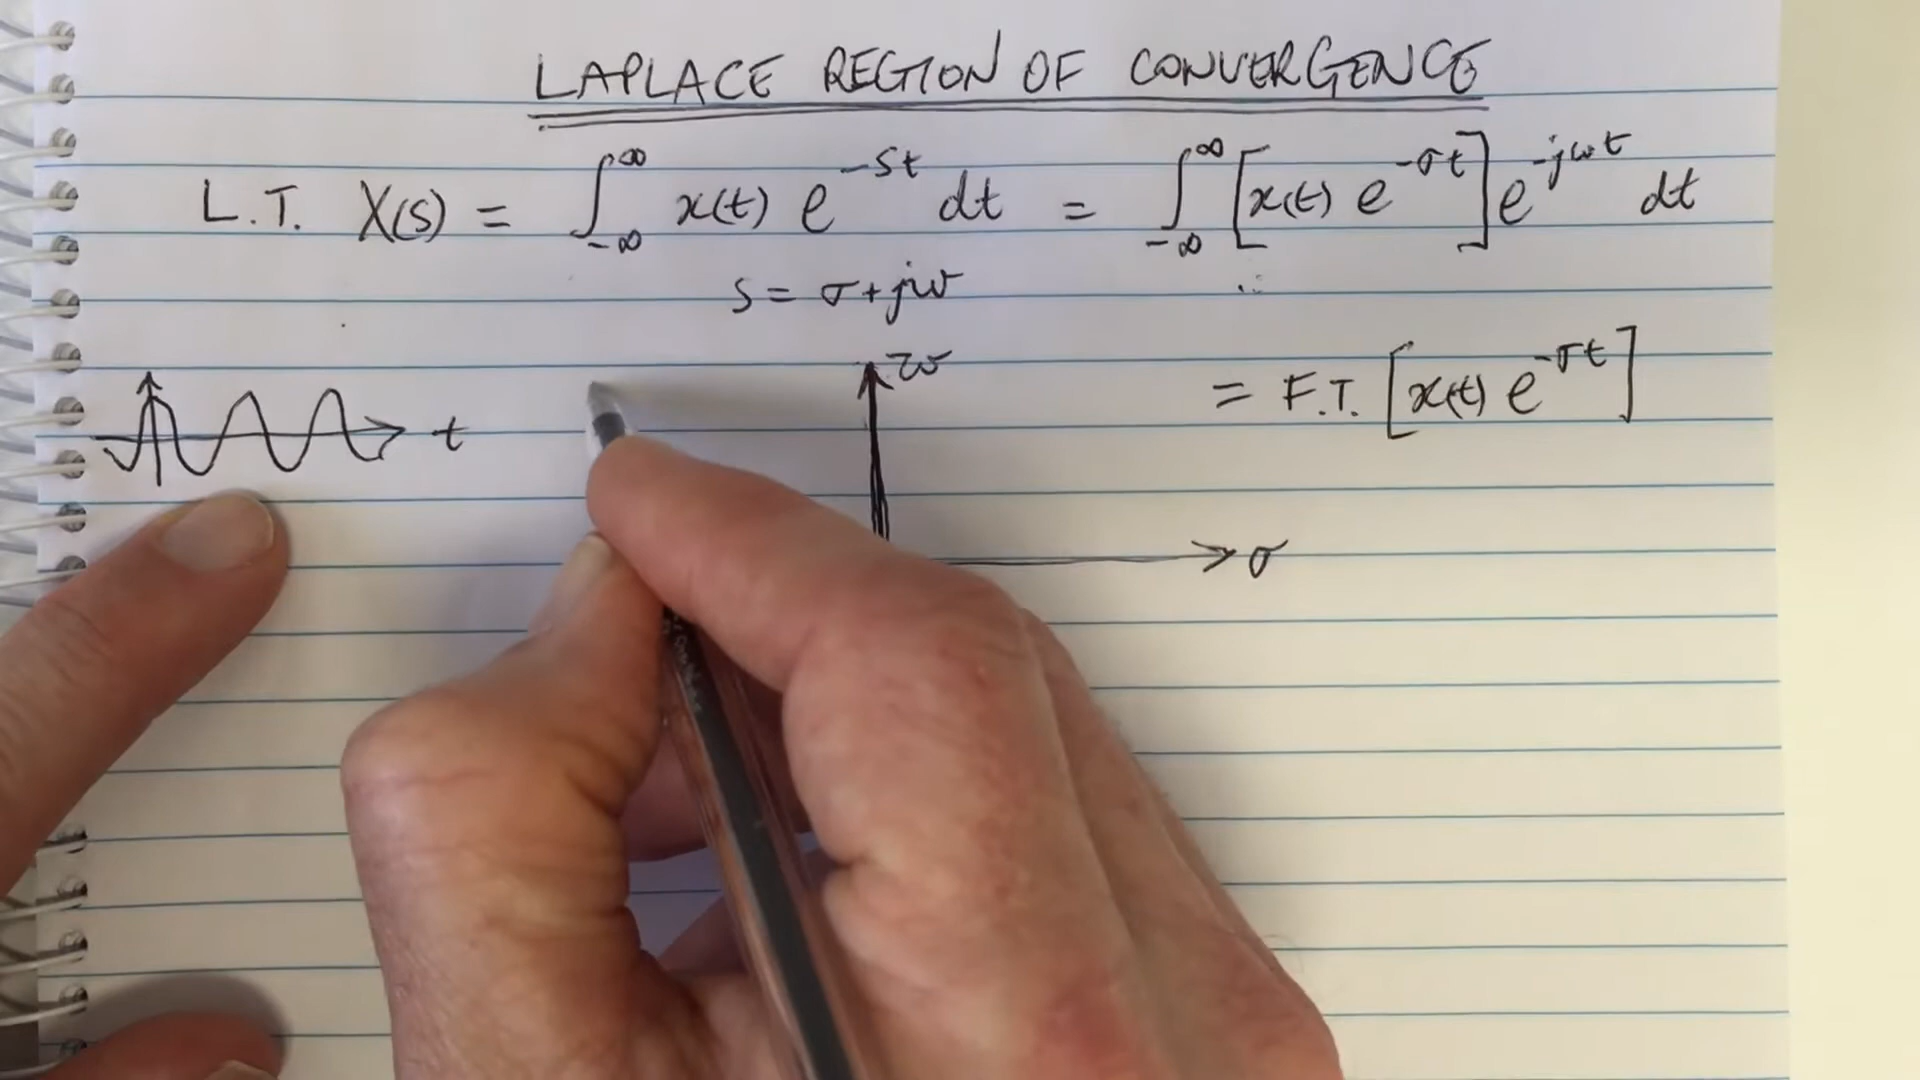 LAPLACE REGION OF CONVERGENCE
L.T. X(s) = ∫_{-∞}^{∞} x(t) e^{-st} dt = ∫_{-∞}^{∞} [x(t) e^{-σt}] e^{-jωt} dt
s = σ+jω
ω
= F.T. [x(t) e^{-σt}]
t
σ